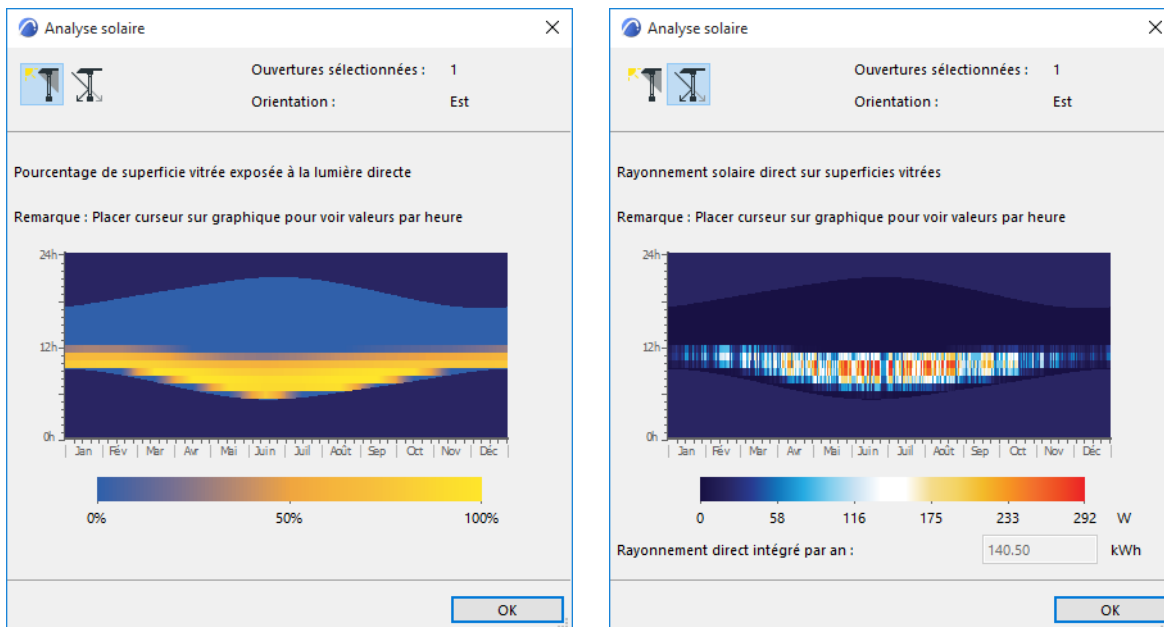 Analyse solaire
Ouvertures sélectionnées : 1
Orientation : Est
Pourcentage de superficie vitrée exposée à la lumière directe
Remarque : Placer curseur sur graphique pour voir valeurs par heure
24h
12h
0h
Jan Fév Mar Avr Mai Juin Juil Août Sep Oct Nov Déc
0% 50% 100%
OK
Analyse solaire
Ouvertures sélectionnées : 1
Orientation : Est
Rayonnement solaire direct sur superficies vitrées
Remarque : Placer curseur sur graphique pour voir valeurs par heure
24h
12h
0h
Jan Fév Mar Avr Mai Juin Juil Août Sep Oct Nov Déc
0 58 116 175 233 292 W
Rayonnement direct intégré par an : 140.50 kWh
OK